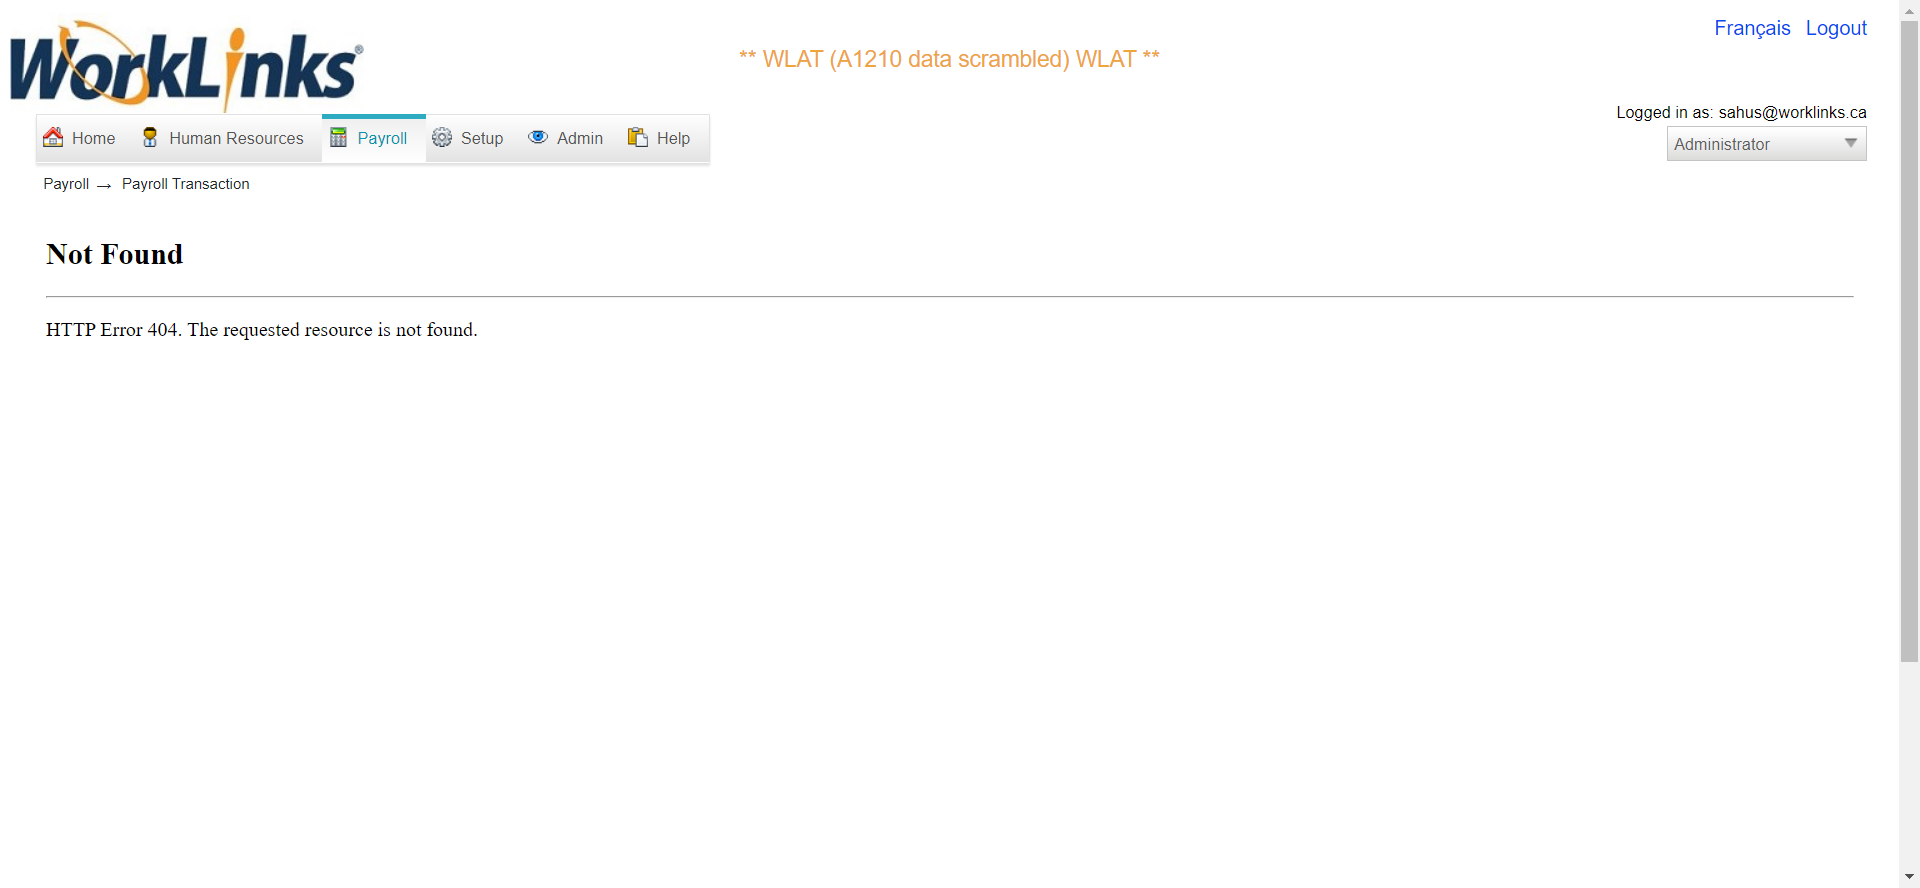 WorkLinks®
** WLAT (A1210 data scrambled) WLAT **
Français Logout
Logged in as: sahus@worklinks.ca
Administrator
Home Human Resources Payroll Setup Admin Help
Payroll → Payroll Transaction
Not Found
HTTP Error 404. The requested resource is not found.